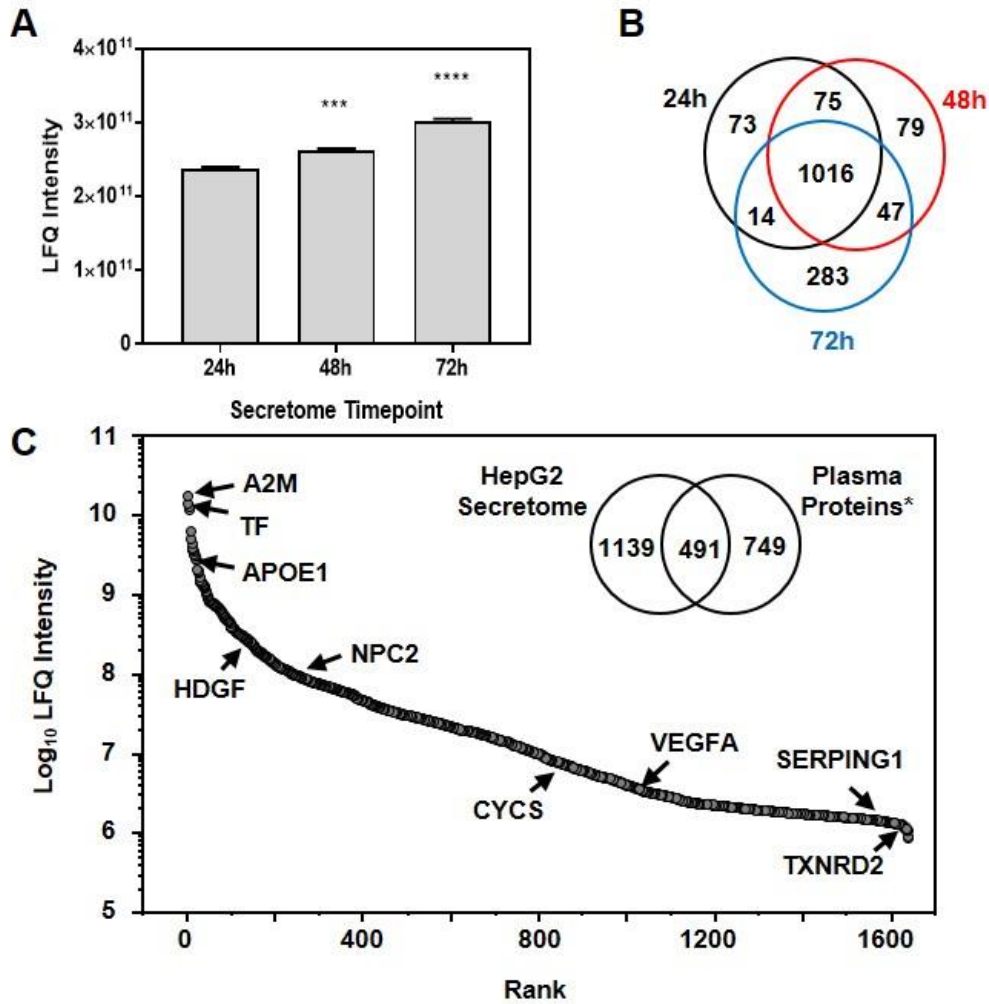 A
4×10¹¹
3×10¹¹
2×10¹¹
1×10¹¹
0
LFQ Intensity
***
****
24h
48h
72h
Secretome Timepoint
B
24h
48h
72h
73
75
79
1016
14
47
283
C
11
10
9
8
7
6
5
Log₁₀ LFQ Intensity
A2M
TF
APOE1
HDGF
NPC2
CYCS
VEGFA
SERPING1
TXNRD2
HepG2
Secretome
Plasma
Proteins*
1139
491
749
0
400
800
1200
1600
Rank